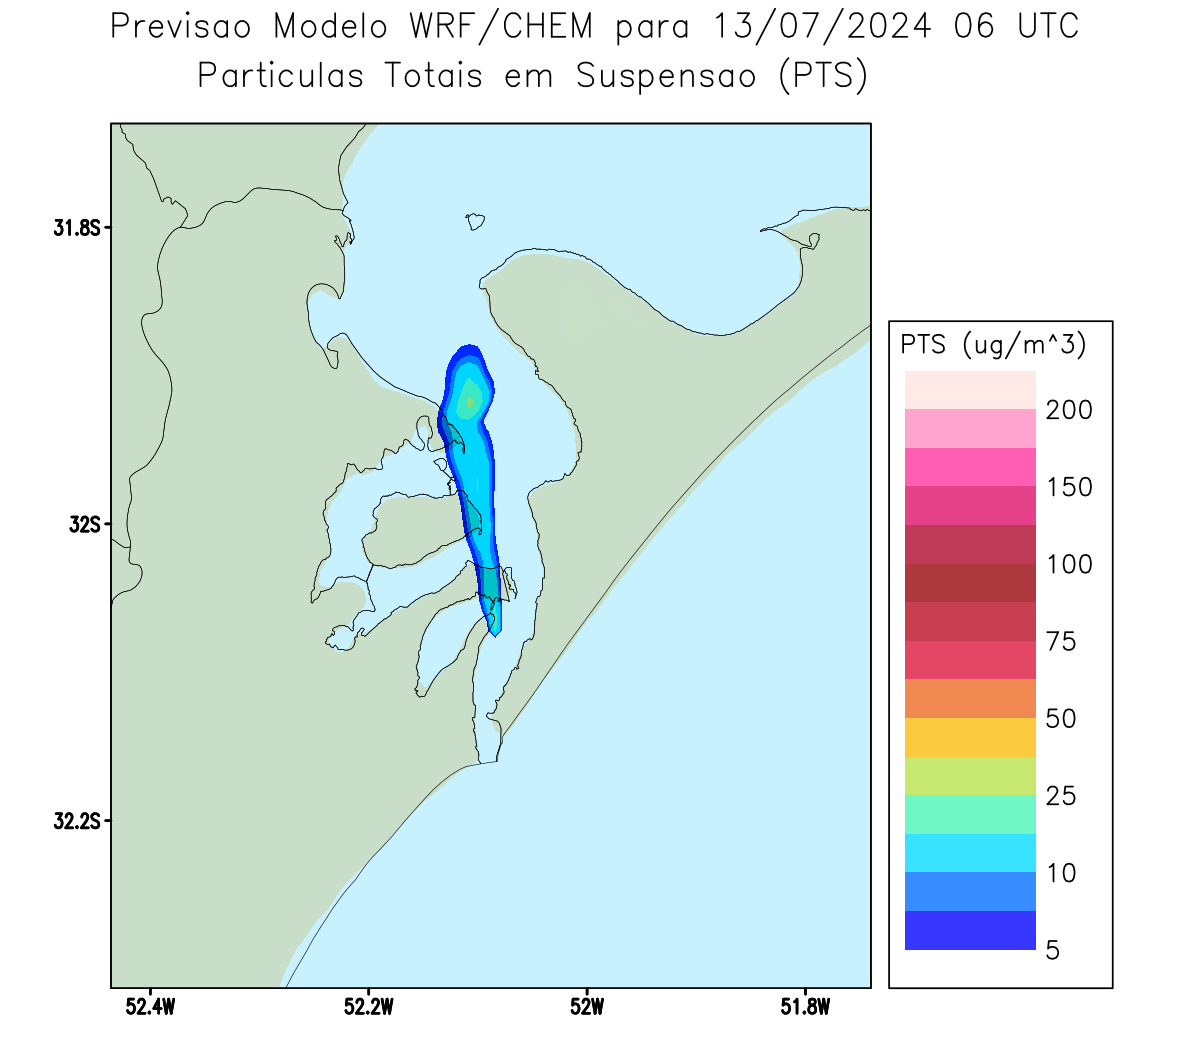 Previsao Modelo WRF/CHEM para 13/07/2024 06 UTC
Particulas Totais em Suspensao (PTS)
31.8S
32S
32.2S
52.4W
52.2W
52W
51.8W
PTS (ug/m^3)
200
150
100
75
50
25
10
5